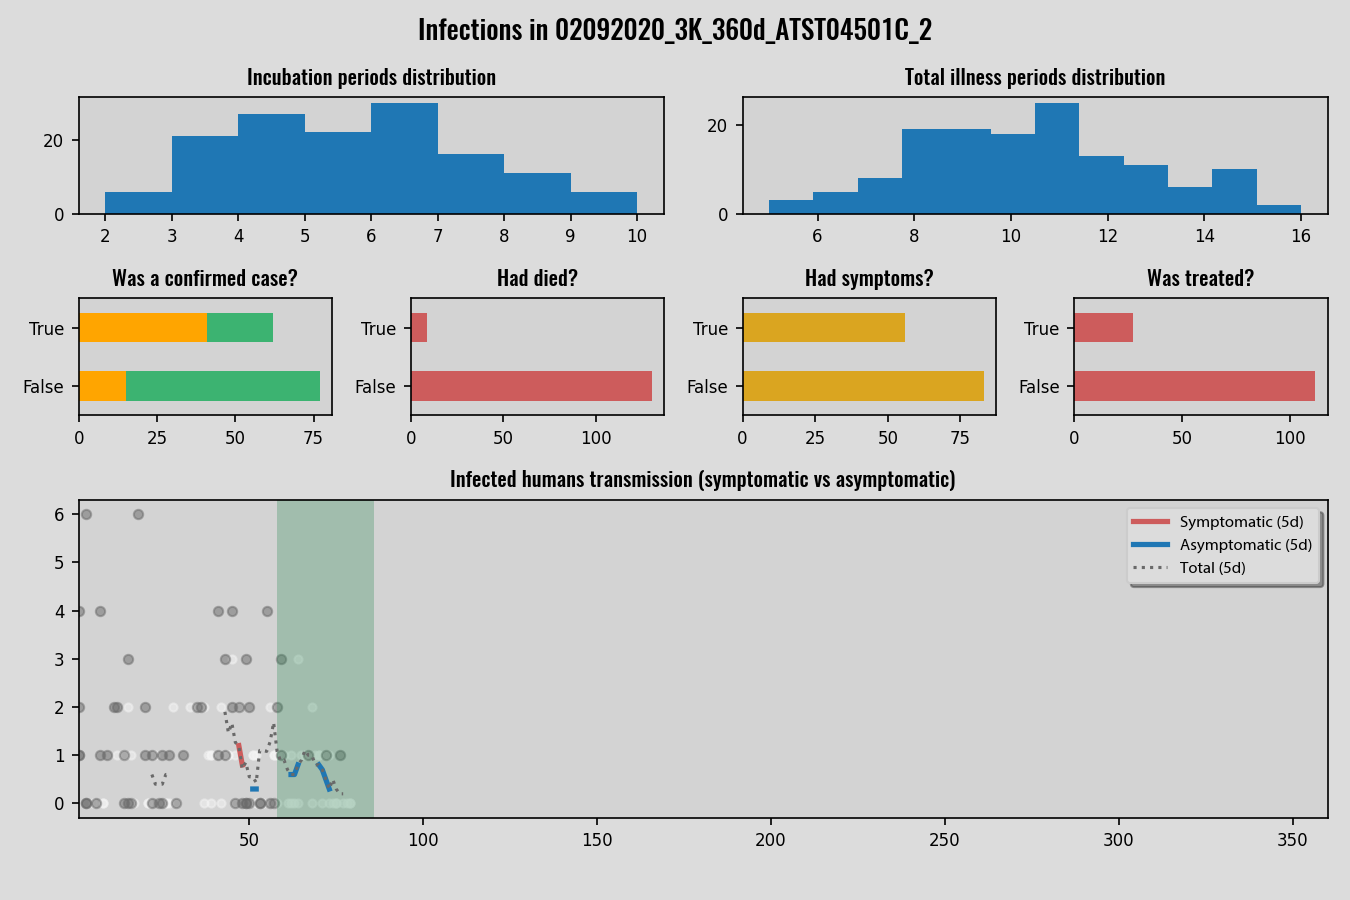 Infections in 02092020_3K_360d_ATST04501C_2
Incubation periods distribution
Total illness periods distribution
20
0
2 3 4 5 6 7 8 9 10
20
0
6 8 10 12 14 16
Was a confirmed case?
Had died?
Had symptoms?
Was treated?
True
False
0 25 50 75
True
False
0 50 100
True
False
0 25 50 75
True
False
0 50 100
Infected humans transmission (symptomatic vs asymptomatic)
6
5
4
3
2
1
0
50 100 150 200 250 300 350
Symptomatic (5d)
Asymptomatic (5d)
Total (5d)